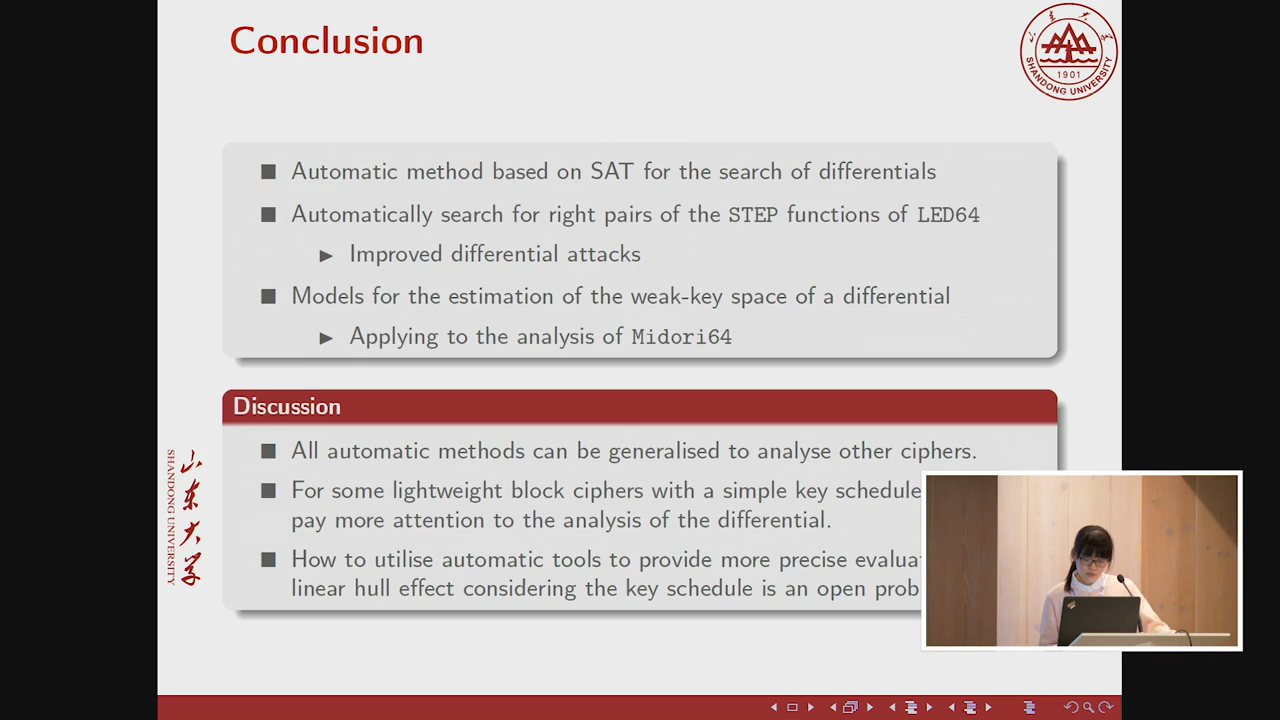 Conclusion
SHANDONG UNIVERSITY
1901
Automatic method based on SAT for the search of differentials
Automatically search for right pairs of the STEP functions of LED64
Improved differential attacks
Models for the estimation of the weak-key space of a differential
Applying to the analysis of Midori64
Discussion
All automatic methods can be generalised to analyse other ciphers.
For some lightweight block ciphers with a simple key schedule
pay more attention to the analysis of the differential.
How to utilise automatic tools to provide more precise
linear hull effect considering the key schedule is an open
山东大学
SHANDONG UNIVERSITY